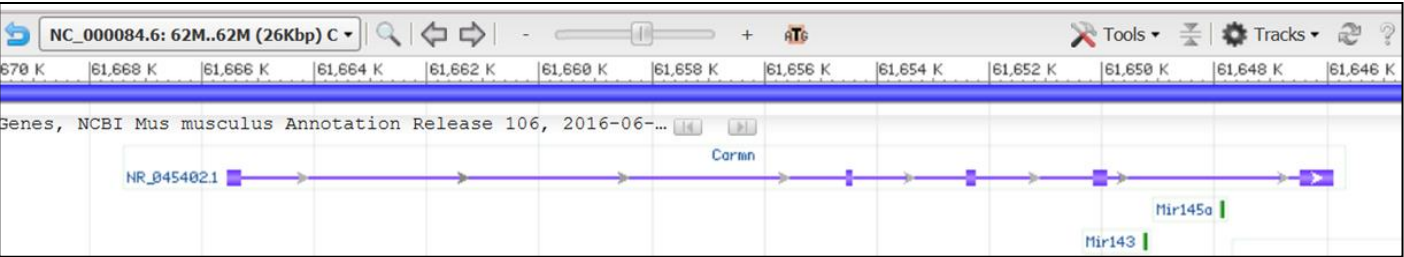 NC_000084.6: 62M..62M (26Kbp) C - + ATG Tools Tracks ?
670 K 61,668 K 61,666 K 61,664 K 61,662 K 61,660 K 61,658 K 61,656 K 61,654 K 61,652 K 61,650 K 61,648 K 61,646 K
Genes, NCBI Mus musculus Annotation Release 106, 2016-06-…
Carmn
NR_045402.1
Mir145a
Mir143